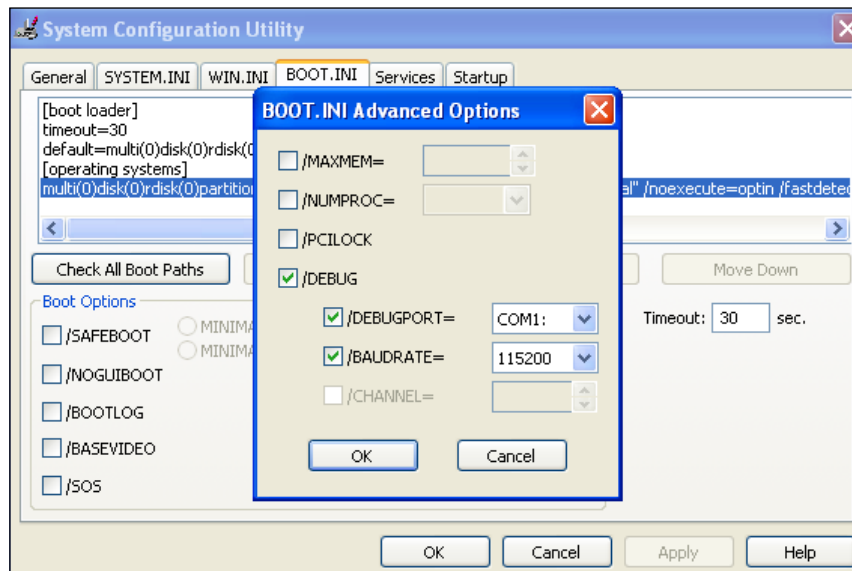 System Configuration Utility
General SYSTEM.INI WIN.INI BOOT.INI Services Startup
[boot loader]
timeout=30
default=multi(0)disk(0)rdisk(0
[operating systems]
multi(0)disk(0)rdisk(0)partition
al" /noexecute=optin /fastdetec
Check All Boot Paths
Move Down
Boot Options
/SAFEBOOT
/NOGUIBOOT
/BOOTLOG
/BASEVIDEO
/SOS
Timeout: 30 sec.
BOOT.INI Advanced Options
/MAXMEM=
/NUMPROC=
/PCILOCK
/DEBUG
/DEBUGPORT= COM1:
/BAUDRATE= 115200
/CHANNEL=
OK Cancel
OK Cancel Apply Help